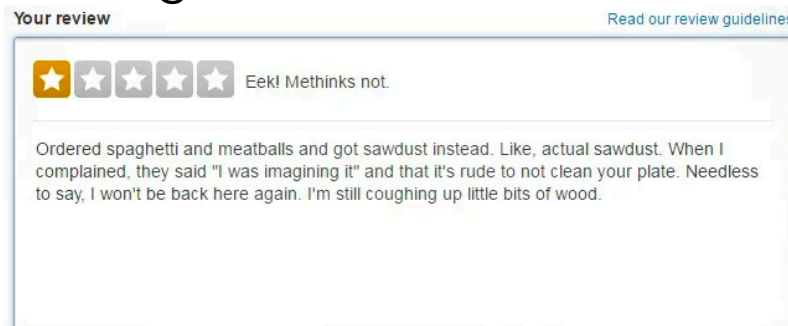 Your review
Read our review guidelines
Eek! Methinks not.
Ordered spaghetti and meatballs and got sawdust instead. Like, actual sawdust. When I
complained, they said "I was imagining it" and that it's rude to not clean your plate. Needless
to say, I won't be back here again. I'm still coughing up little bits of wood.